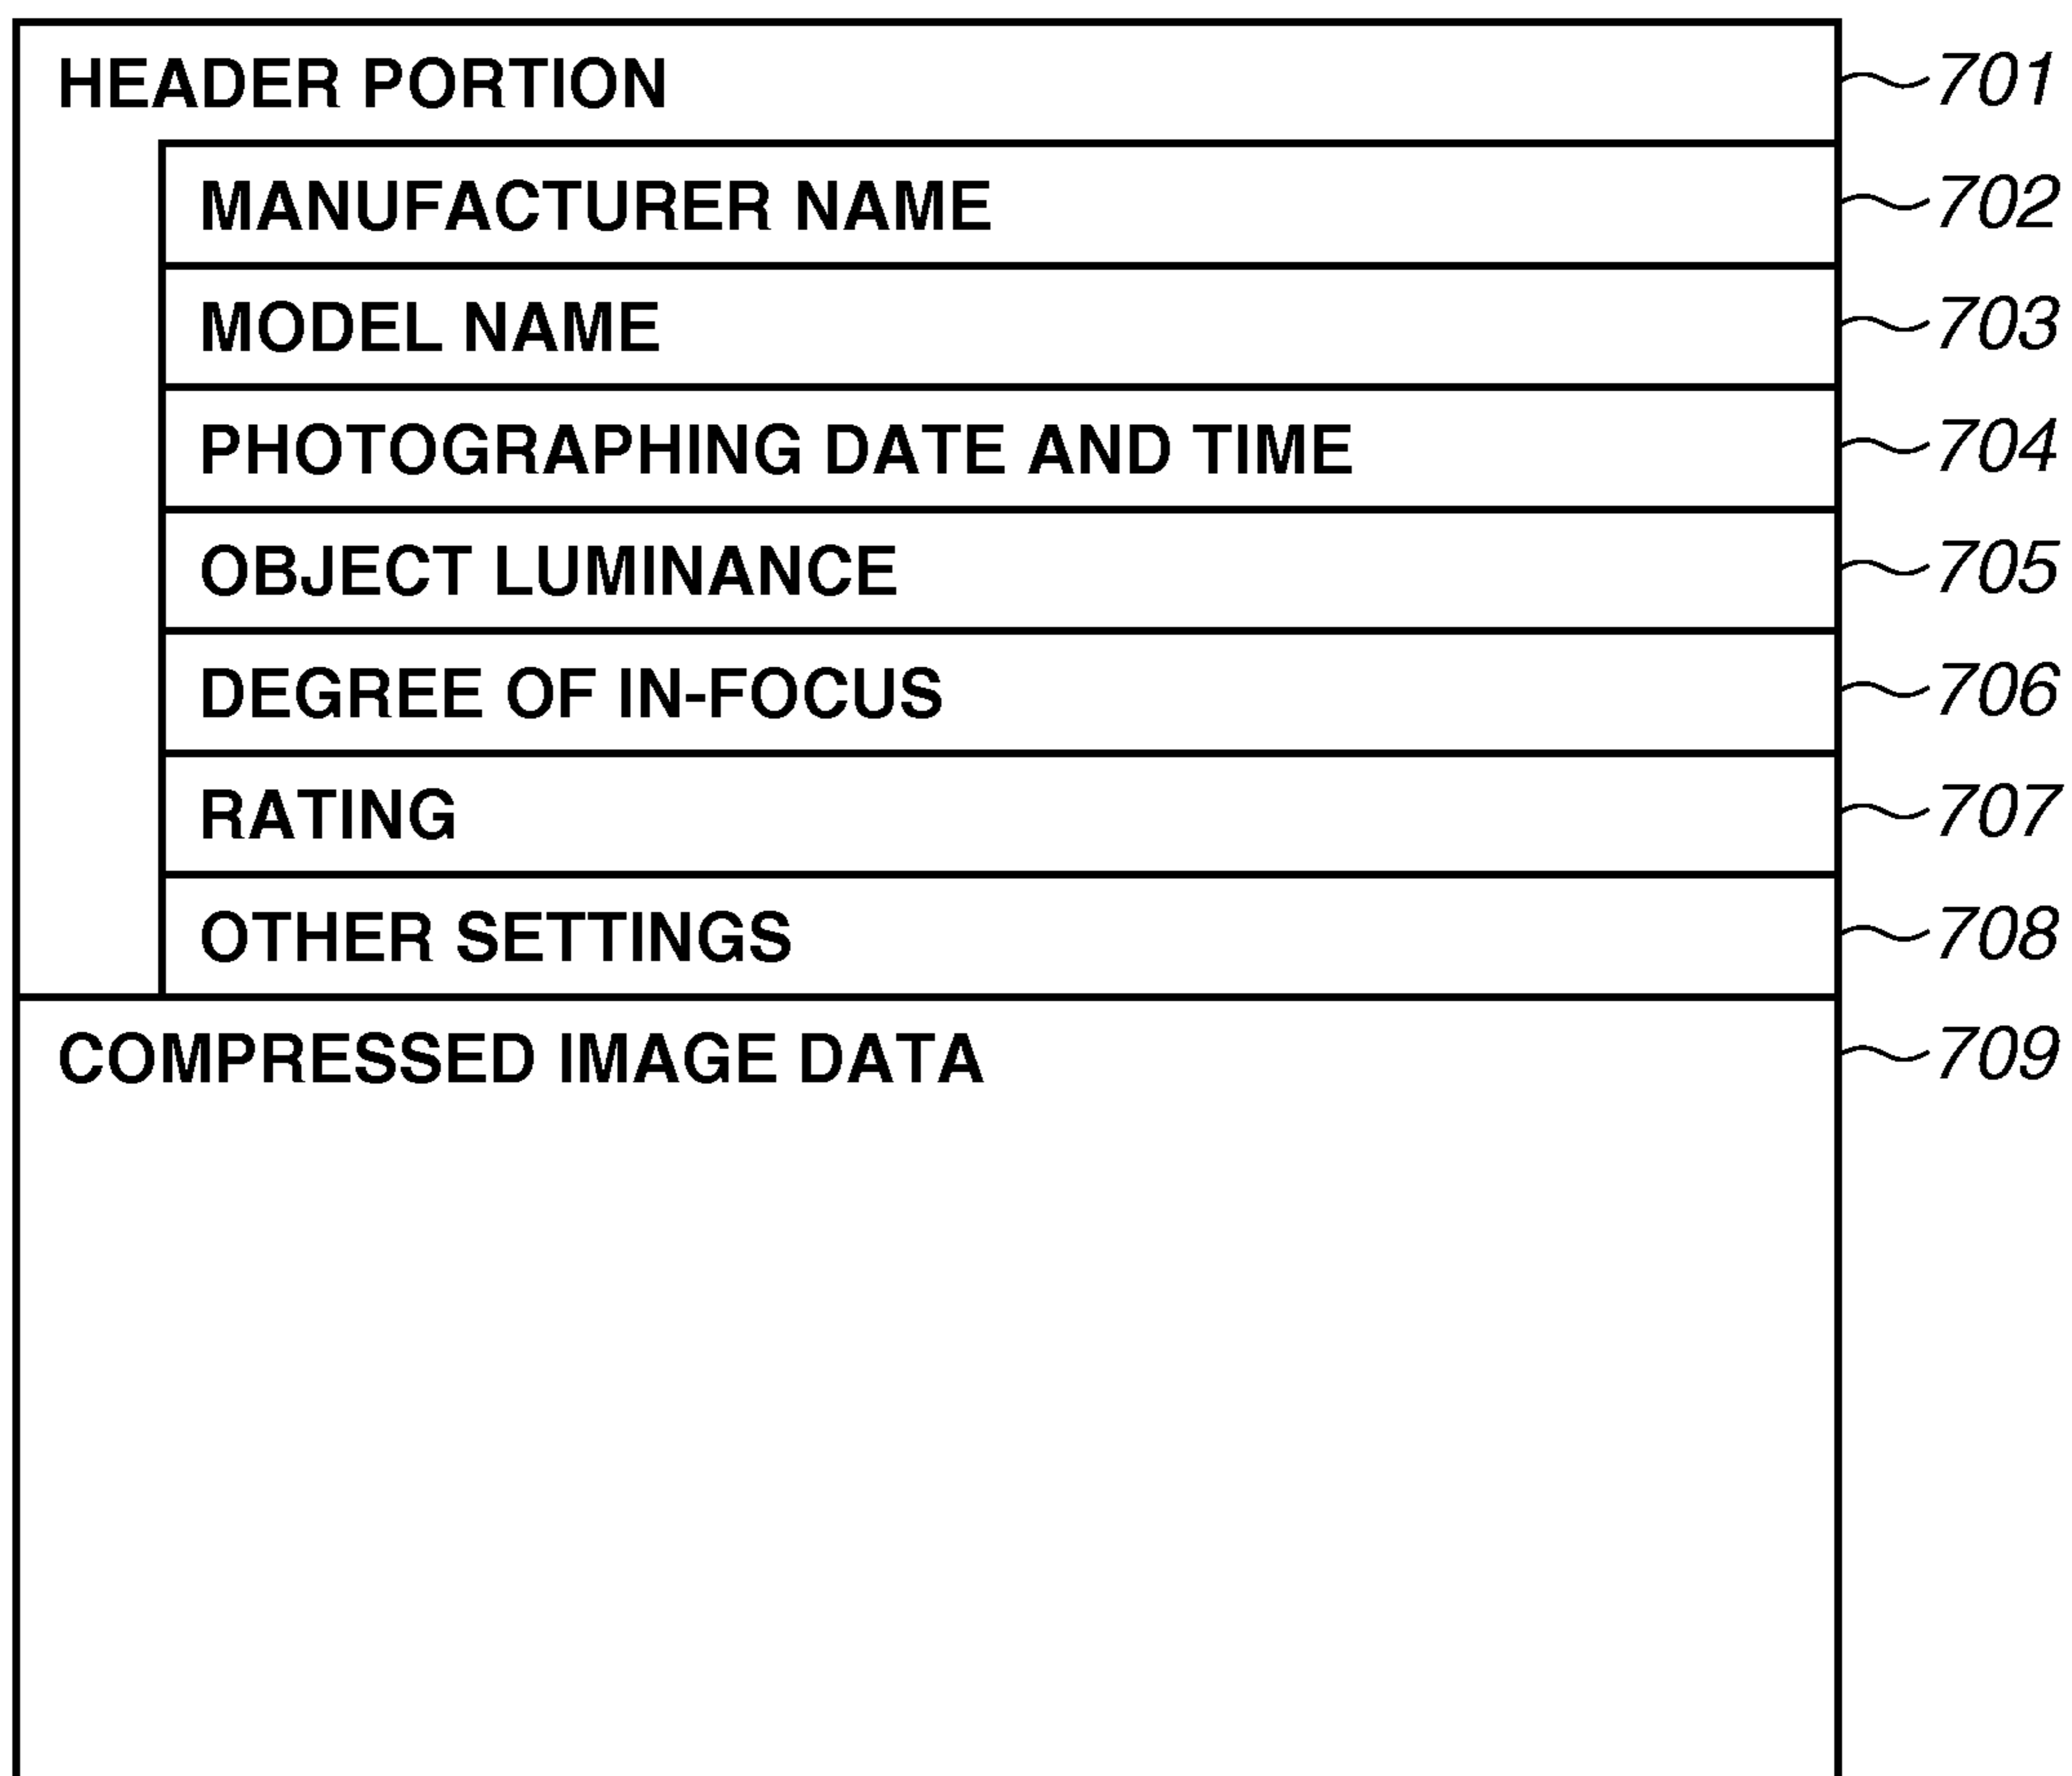 HEADER PORTION 701
MANUFACTURER NAME 702
MODEL NAME 703
PHOTOGRAPHING DATE AND TIME 704
OBJECT LUMINANCE 705
DEGREE OF IN-FOCUS 706
RATING 707
OTHER SETTINGS 708
COMPRESSED IMAGE DATA 709